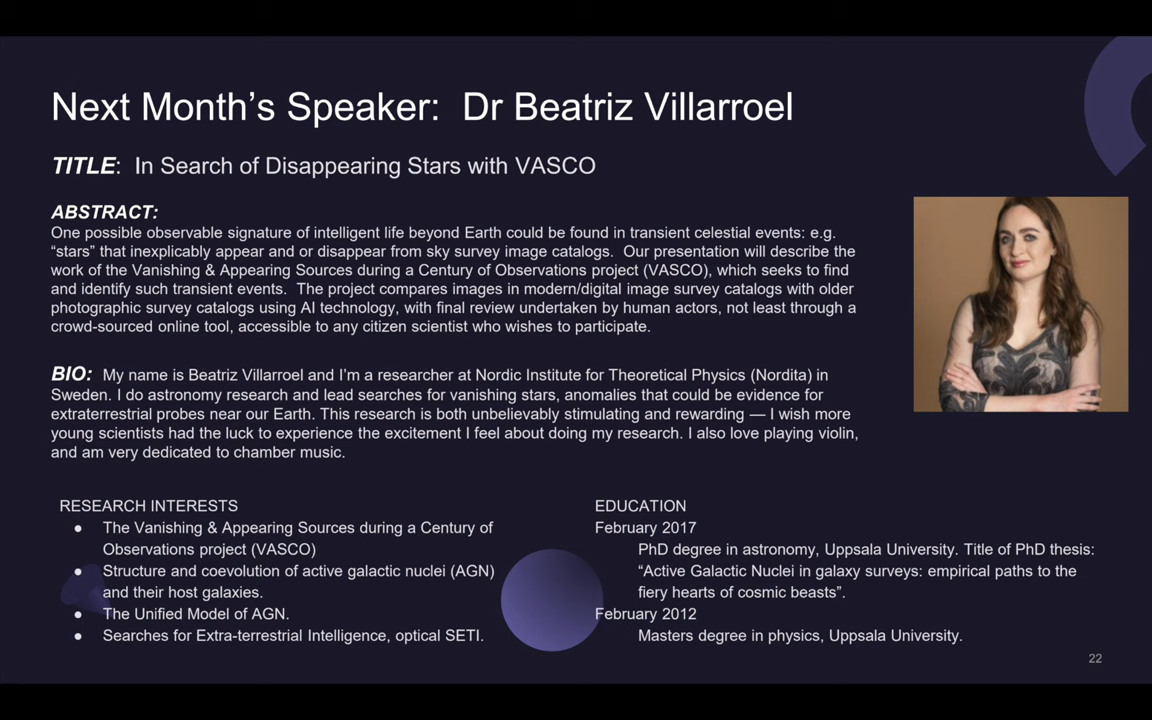 Next Month's Speaker:  Dr Beatriz Villarroel
TITLE:  In Search of Disappearing Stars with VASCO
ABSTRACT:
One possible observable signature of intelligent life beyond Earth could be found in transient celestial events: e.g.
“stars” that inexplicably appear and or disappear from sky survey image catalogs.  Our presentation will describe the
work of the Vanishing & Appearing Sources during a Century of Observations project (VASCO), which seeks to find
and identify such transient events.  The project compares images in modern/digital image survey catalogs with older
photographic survey catalogs using AI technology, with final review undertaken by human actors, not least through a
crowd-sourced online tool, accessible to any citizen scientist who wishes to participate.
BIO:  My name is Beatriz Villarroel and I'm a researcher at Nordic Institute for Theoretical Physics (Nordita) in
Sweden. I do astronomy research and lead searches for vanishing stars, anomalies that could be evidence for
extraterrestrial probes near our Earth. This research is both unbelievably stimulating and rewarding — I wish more
young scientists had the luck to experience the excitement I feel about doing my research. I also love playing violin,
and am very dedicated to chamber music.
RESEARCH INTERESTS
● The Vanishing & Appearing Sources during a Century of
Observations project (VASCO)
● Structure and coevolution of active galactic nuclei (AGN)
and their host galaxies.
● The Unified Model of AGN.
● Searches for Extra-terrestrial Intelligence, optical SETI.
EDUCATION
February 2017
PhD degree in astronomy, Uppsala University. Title of PhD thesis:
“Active Galactic Nuclei in galaxy surveys: empirical paths to the
fiery hearts of cosmic beasts”.
February 2012
Masters degree in physics, Uppsala University.
22